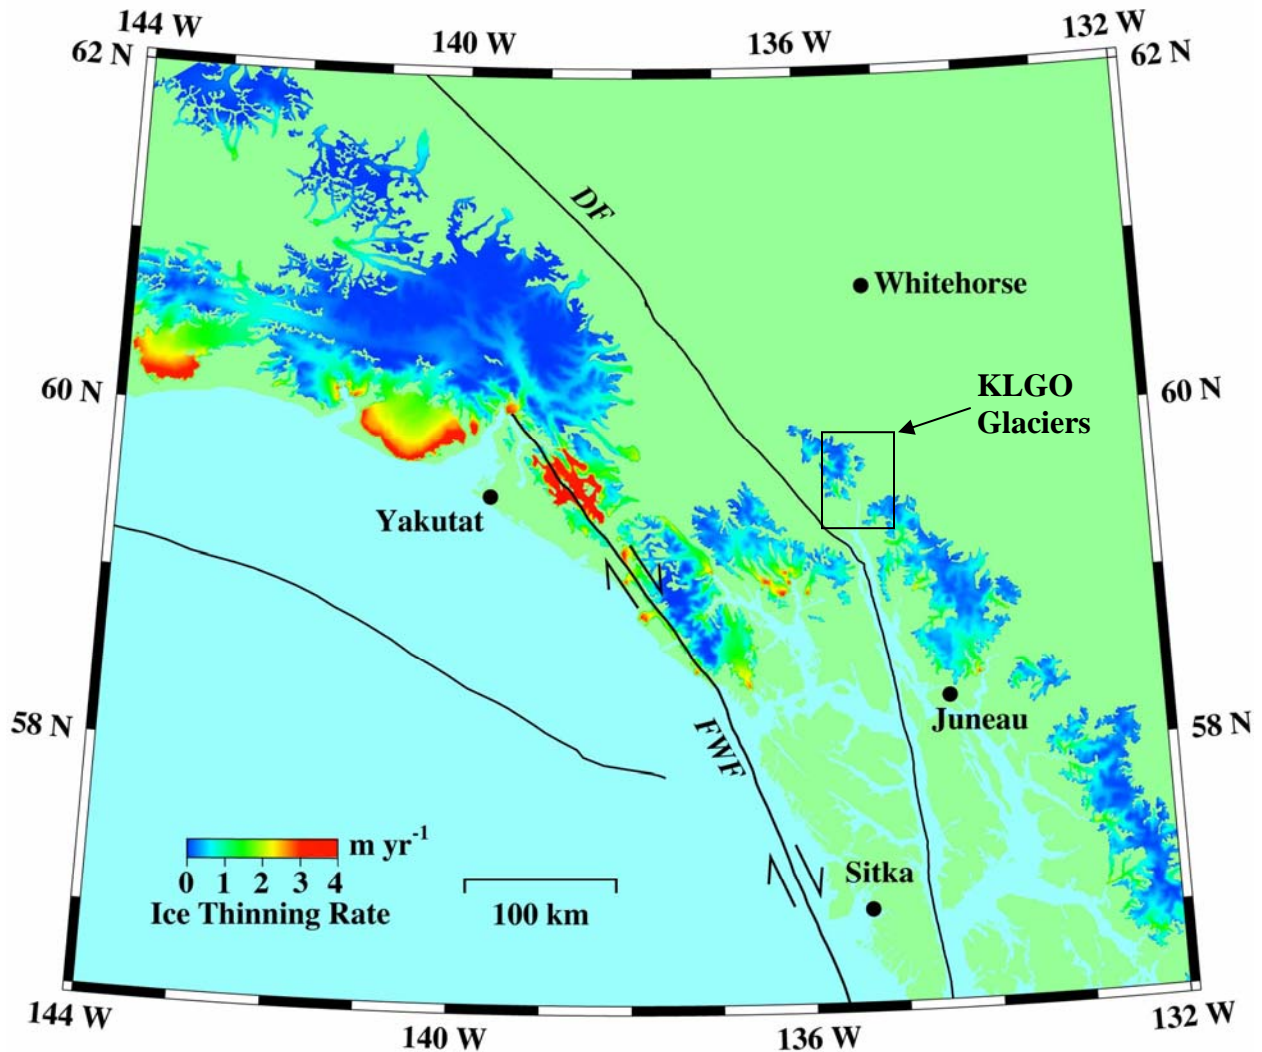 144 W
140 W
136 W
132 W
62 N
62 N
DF
Whitehorse
60 N
60 N
KLGO
Glaciers
Yakutat
58 N
58 N
Juneau
FWF
m yr-1
0 1 2 3 4
Ice Thinning Rate
100 km
Sitka
144 W
140 W
136 W
132 W